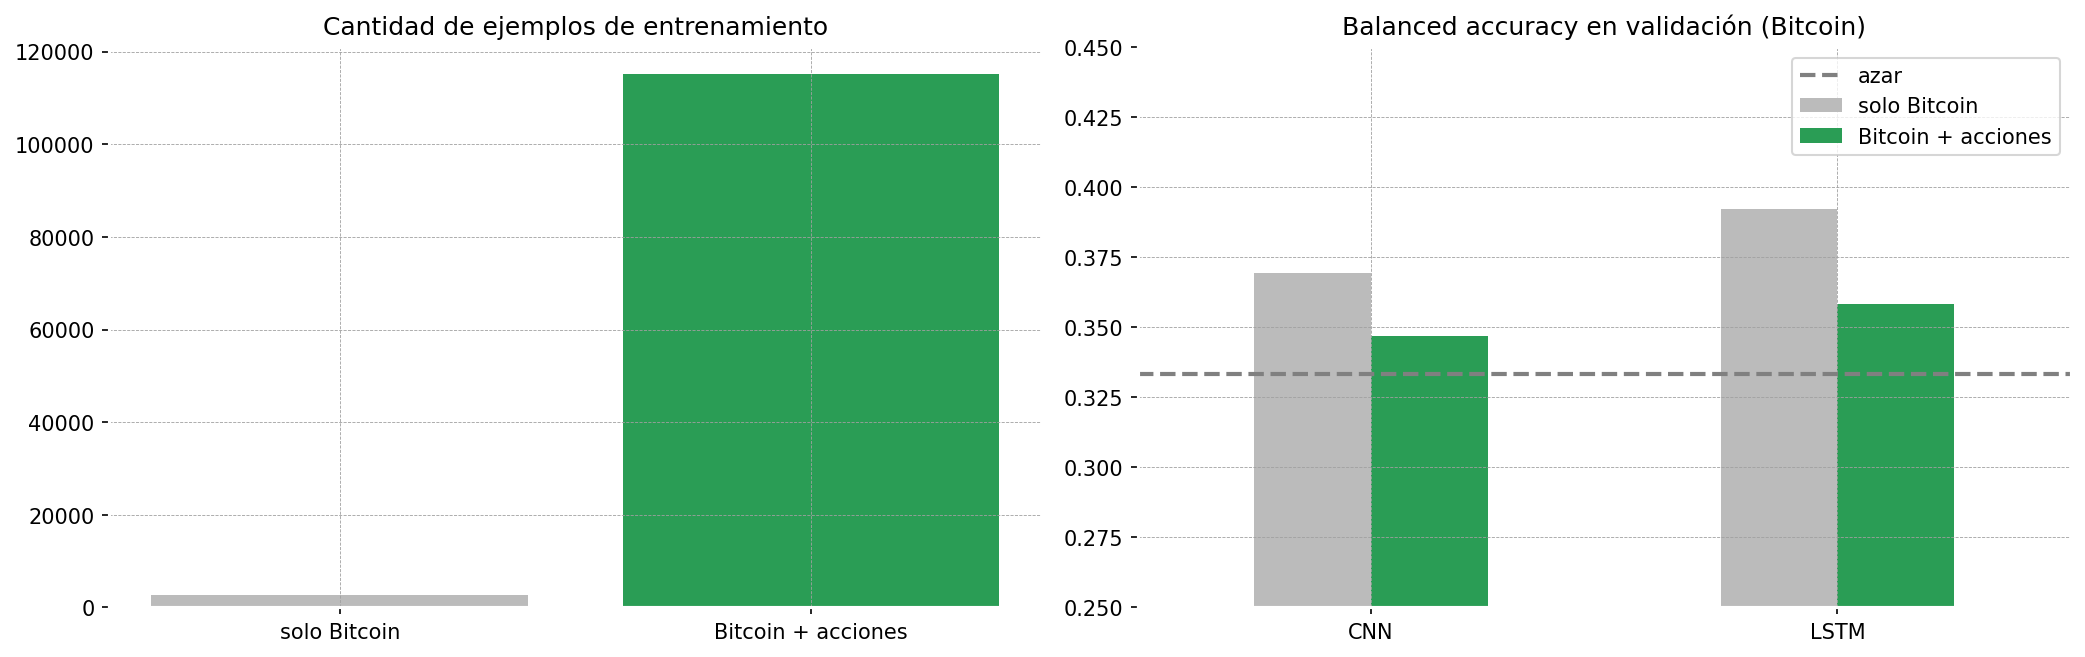 Cantidad de ejemplos de entrenamiento
120000
100000
80000
60000
40000
20000
0
solo Bitcoin
Bitcoin + acciones
Balanced accuracy en validación (Bitcoin)
0.450
0.425
0.400
0.375
0.350
0.325
0.300
0.275
0.250
azar
solo Bitcoin
Bitcoin + acciones
CNN
LSTM